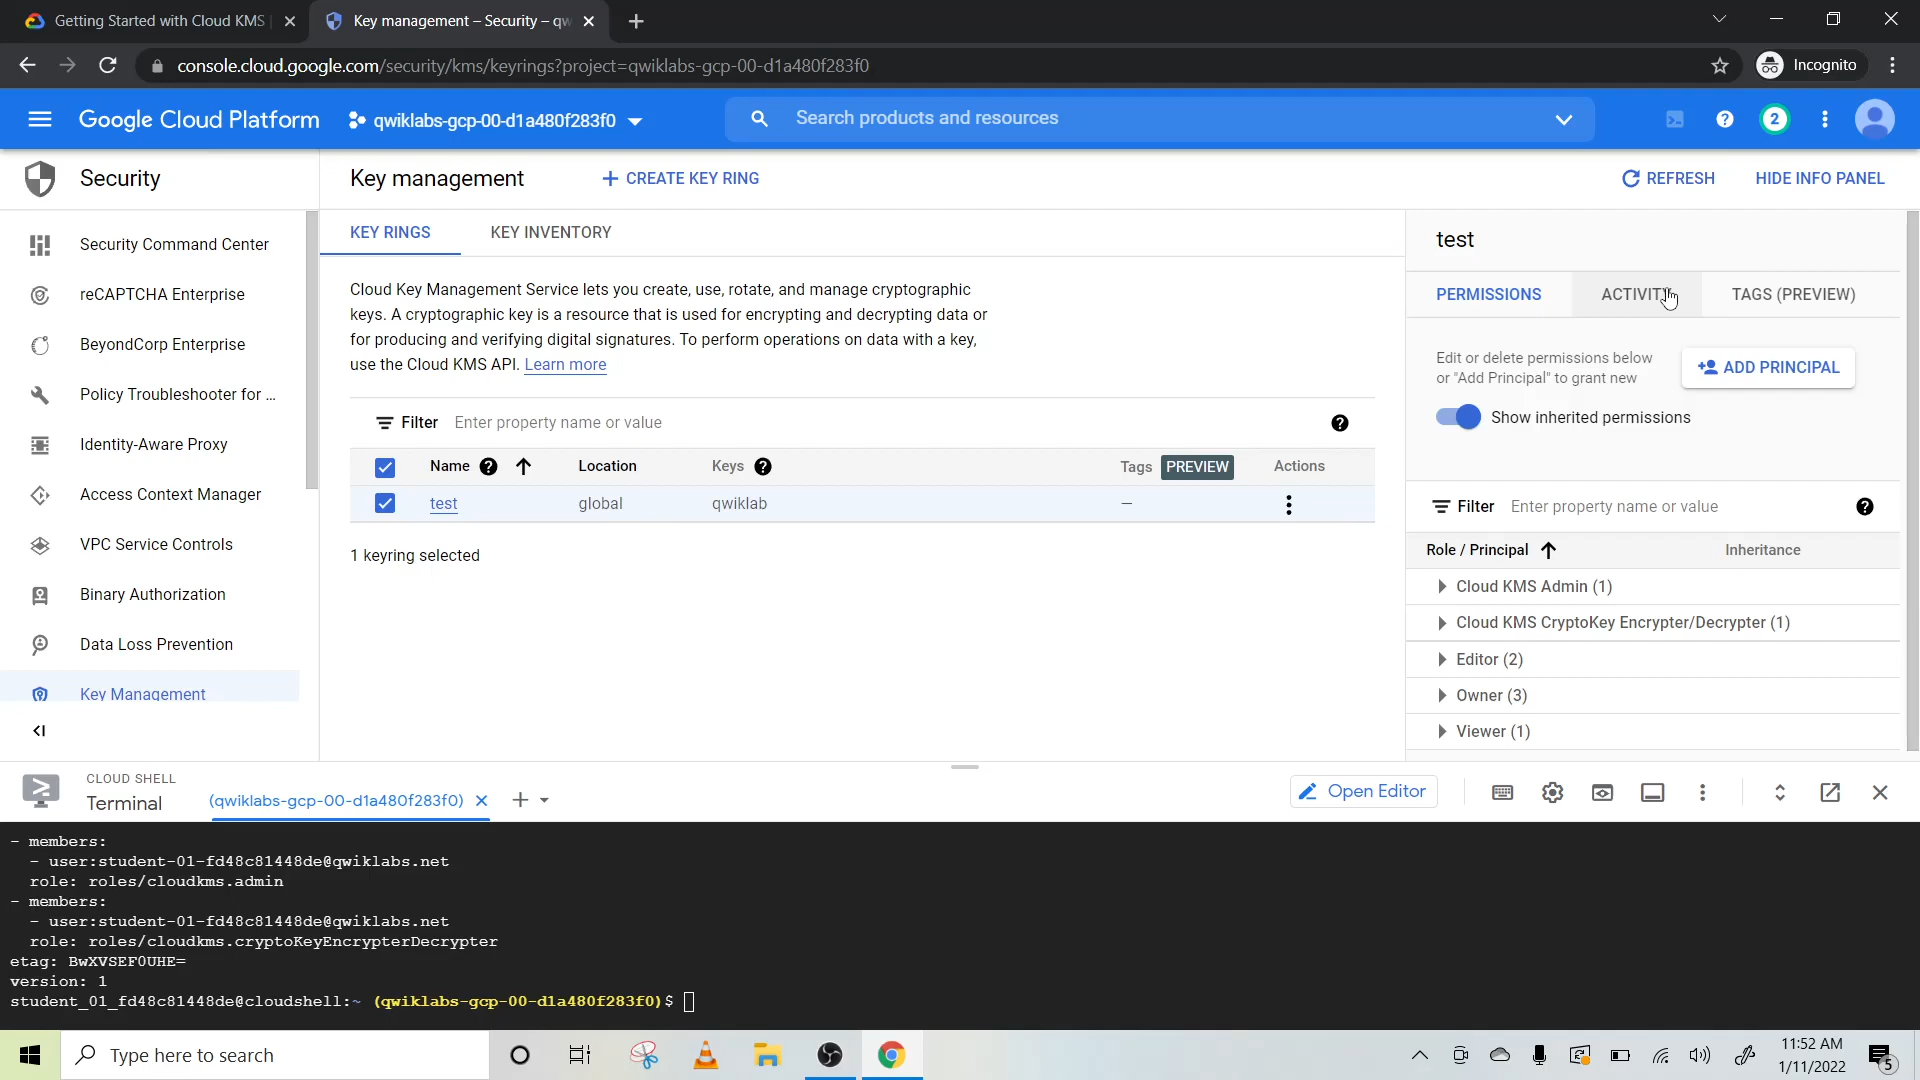 Getting Started with Cloud KMS
Key management – Security – qw
console.cloud.google.com/security/kms/keyrings?project=qwiklabs-gcp-00-d1a480f283f0
Incognito
Google Cloud Platform
qwiklabs-gcp-00-d1a480f283f0
Search products and resources
2
Security
Key management
CREATE KEY RING
REFRESH
HIDE INFO PANEL
Security Command Center
reCAPTCHA Enterprise
BeyondCorp Enterprise
Policy Troubleshooter for ...
Identity-Aware Proxy
Access Context Manager
VPC Service Controls
Binary Authorization
Data Loss Prevention
Key Management
KEY RINGS
KEY INVENTORY
Cloud Key Management Service lets you create, use, rotate, and manage cryptographic
keys. A cryptographic key is a resource that is used for encrypting and decrypting data or
for producing and verifying digital signatures. To perform operations on data with a key,
use the Cloud KMS API. Learn more
Filter Enter property name or value
Name Location Keys Tags PREVIEW Actions
test global qwiklab –
1 keyring selected
test
PERMISSIONS
ACTIVITY
TAGS (PREVIEW)
Edit or delete permissions below
or "Add Principal" to grant new
ADD PRINCIPAL
Show inherited permissions
Filter Enter property name or value
Role / Principal Inheritance
Cloud KMS Admin (1)
Cloud KMS CryptoKey Encrypter/Decrypter (1)
Editor (2)
Owner (3)
Viewer (1)
CLOUD SHELL
Terminal
(qwiklabs-gcp-00-d1a480f283f0)
Open Editor
- members:
- user:student-01-fd48c81448de@qwiklabs.net
role: roles/cloudkms.admin
- members:
- user:student-01-fd48c81448de@qwiklabs.net
role: roles/cloudkms.cryptoKeyEncrypterDecrypter
etag: BwXVSEF0UHE=
version: 1
student_01_fd48c81448de@cloudshell:~ (qwiklabs-gcp-00-d1a480f283f0)$
Type here to search
11:52 AM
1/11/2022
5